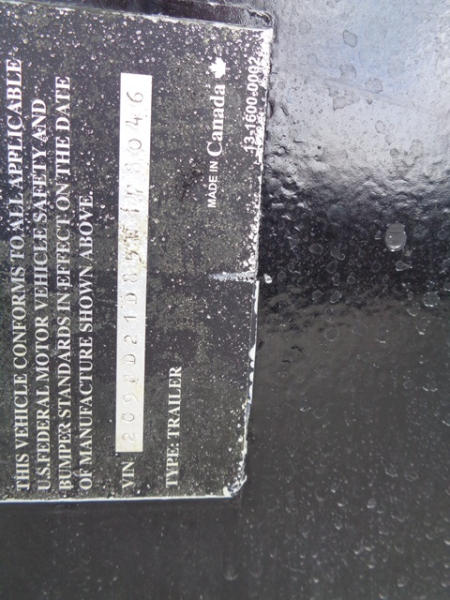 THIS VEHICLE CONFORMS TO ALL APPLICABLE
U.S. FEDERAL MOTOR VEHICLE SAFETY AND
BUMPER STANDARDS IN EFFECT ON THE DATE
OF MANUFACTURE SHOWN ABOVE.
VIN
TYPE: TRAILER
MADE IN Canada
13-1600-0002